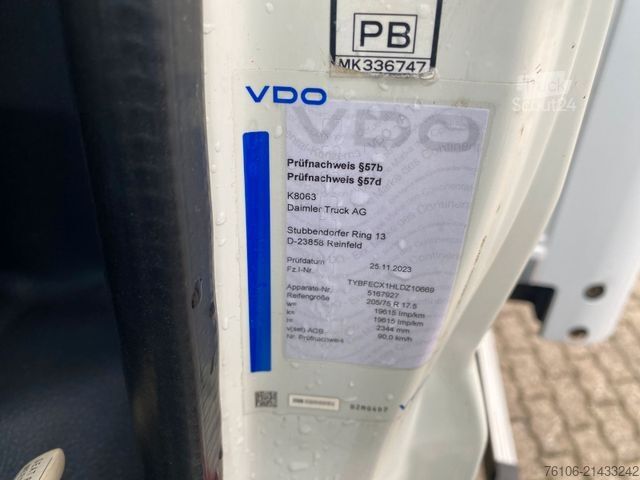 PB
MK336747
Truck
Scout24
VDO
VDO
Prüfnachweis §57b
Prüfnachweis §57d
K8063
Daimler Truck AG
Stubbendorfer Ring 13
D-23858 Reinfeld
Prüfdatum 25.11.2023
Fz.I-Nr. TYBFECX1HLDZ10669
Apparate-Nr. 5167927
Reifengröße 205/75 R 17.5
w= 19615 Imp/km
k= 19615 Imp/km
l= 2344 mm
v(set) AGB 90,0 km/h
Nr. Prüfnachweis
76106-21433242